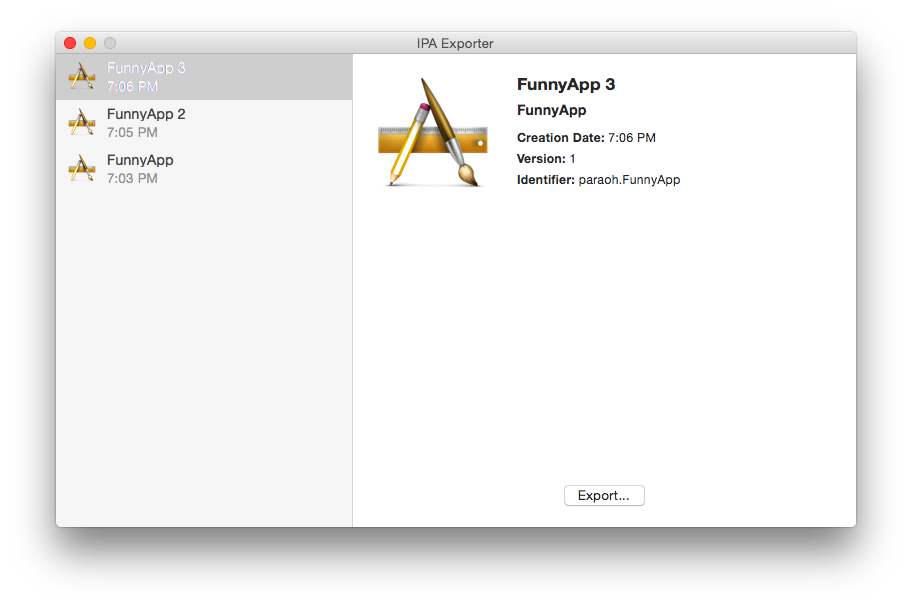 IPA Exporter
FunnyApp 3
7:06 PM
FunnyApp 2
7:05 PM
FunnyApp
7:03 PM
FunnyApp 3
FunnyApp
Creation Date: 7:06 PM
Version: 1
Identifier: paraoh.FunnyApp
Export...